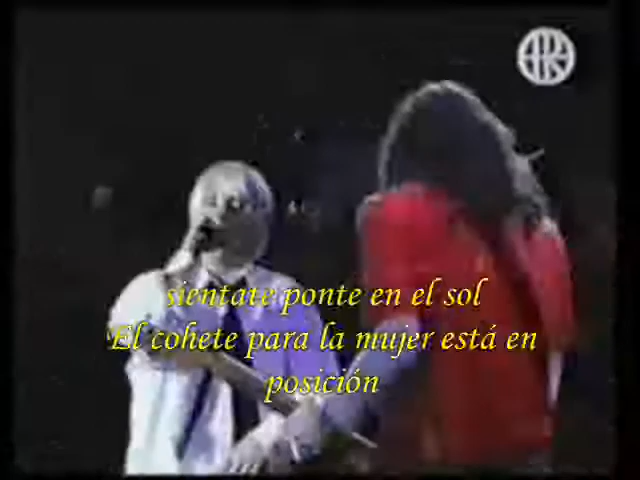 sientate ponte en el sol
El cohete para la mujer está en
posición